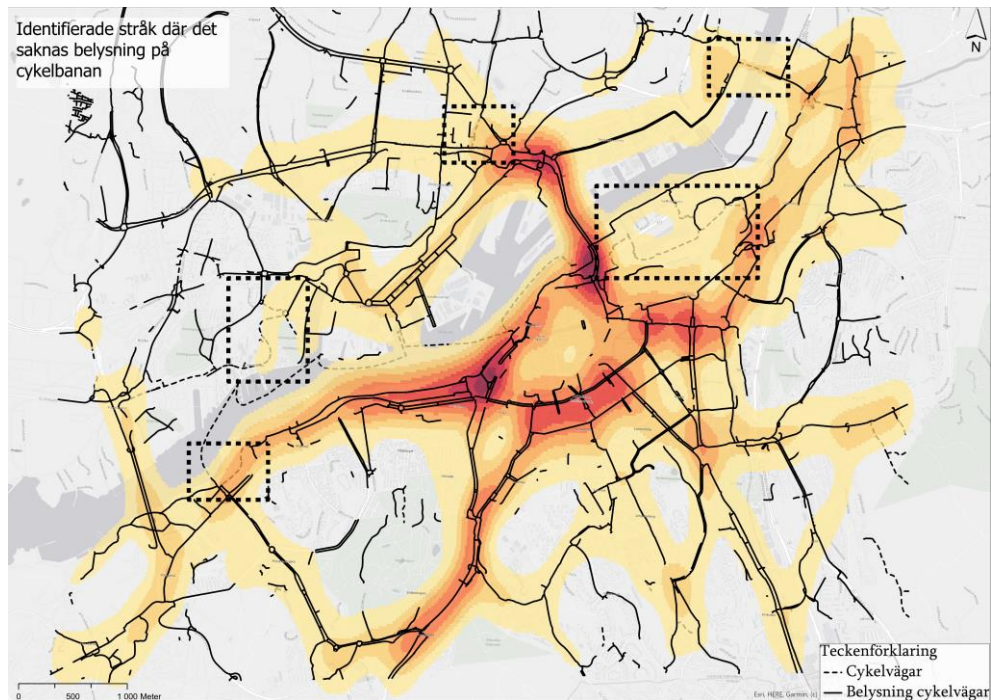 Identifierade stråk där det
saknas belysning på
cykelbanan
N
Teckenförklaring
Cykelvägar
Belysning cykelvägar
0 500 1 000 Meter
Esri, HERE, Garmin, (c)